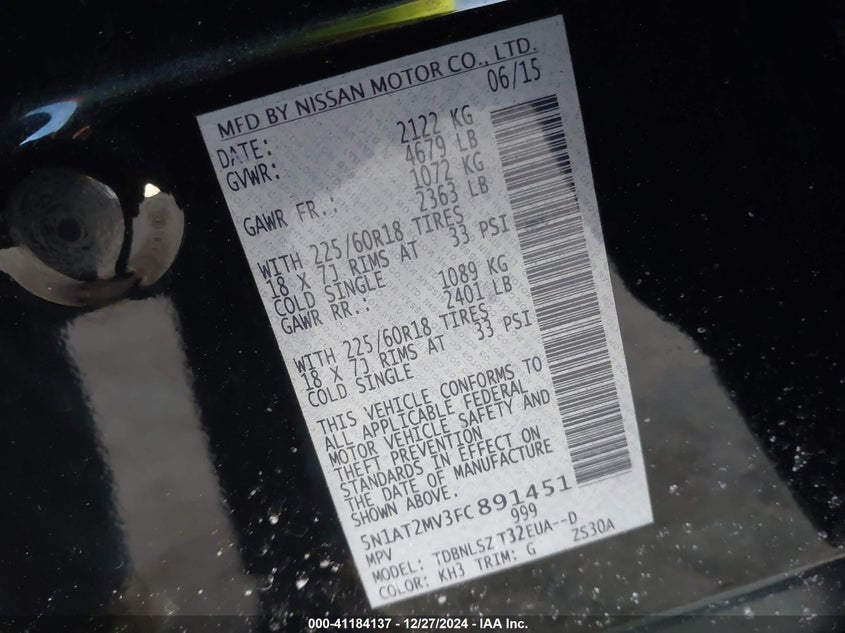 MFD BY NISSAN MOTOR CO., LTD.
DATE: 06/15
GVWR: 2122 KG
4679 LB
GAWR FR.: 1072 KG
2363 LB
WITH 225/60R18 TIRES
18 X 7J RIMS AT 33 PSI
COLD SINGLE
GAWR RR.: 1089 KG
2401 LB
WITH 225/60R18 TIRES
18 X 7J RIMS AT 33 PSI
COLD SINGLE
THIS VEHICLE CONFORMS TO
ALL APPLICABLE FEDERAL
MOTOR VEHICLE SAFETY AND
THEFT PREVENTION
STANDARDS IN EFFECT ON
THE DATE OF MANUFACTURE
SHOWN ABOVE.
5N1AT2MV3FC891451
MPV 999
MODEL: TDBNLSZ T32EUA--D
COLOR: KH3 TRIM: G ZS30A
000-41184137 - 12/27/2024 - IAA Inc.